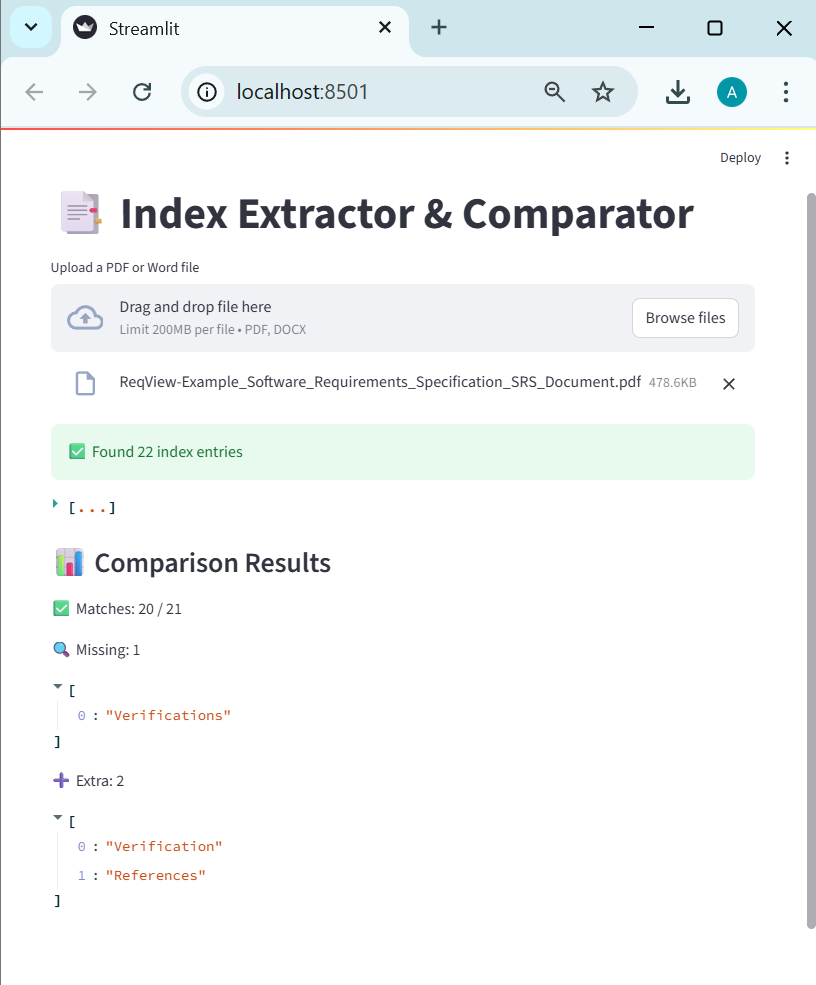 Streamlit
localhost:8501
A
Deploy
Index Extractor & Comparator
Upload a PDF or Word file
Drag and drop file here
Limit 200MB per file • PDF, DOCX
Browse files
ReqView-Example_Software_Requirements_Specification_SRS_Document.pdf 478.6KB
Found 22 index entries
[...]
Comparison Results
Matches: 20 / 21
Missing: 1
[
0 : "Verifications"
]
Extra: 2
[
0 : "Verification"
1 : "References"
]